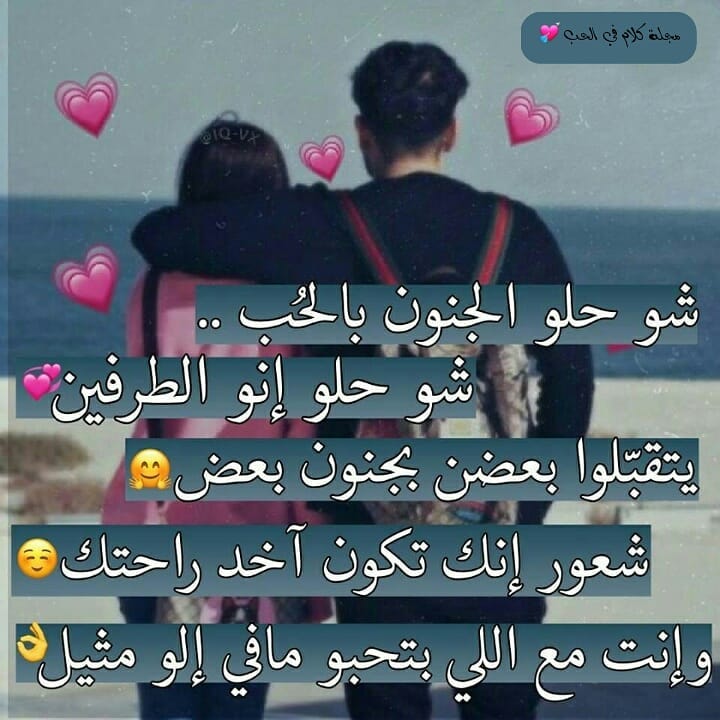 مجلة كلام في الحب 💘
@IQ-VX
شو حلو الجنون بالحُب ..
شو حلو إنو الطرفين💞
يتقبّلوا بعضن بجنون بعض🤗
شعور إنك تكون آخد راحتك☺️
وإنت مع اللي بتحبو مافي إلو مثيل👌